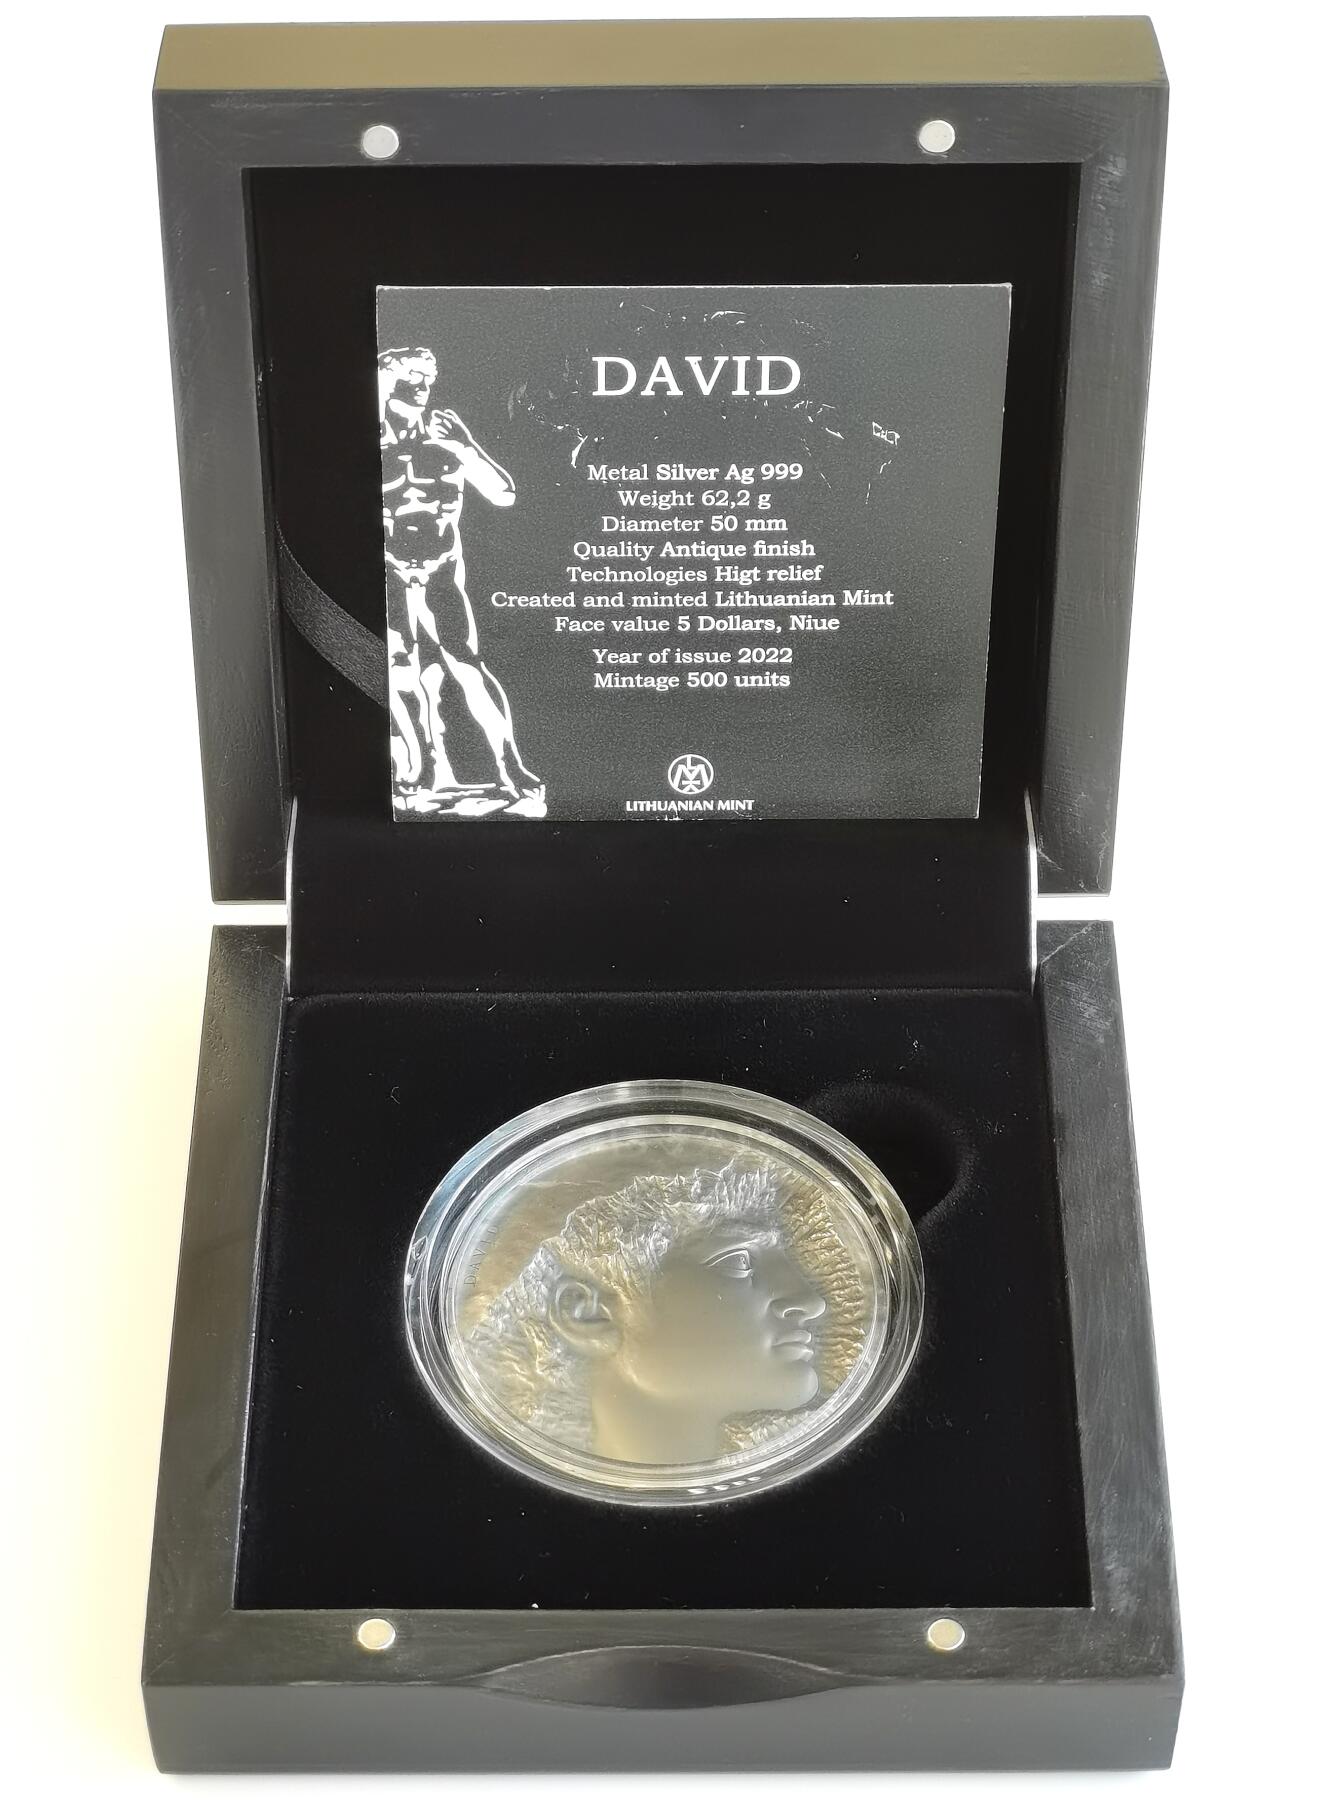 DAVID
Metal Silver Ag 999
Weight 62,2 g
Diameter 50 mm
Quality Antique finish
Technologies Higt relief
Created and minted Lithuanian Mint
Face value 5 Dollars, Niue
Year of issue 2022
Mintage 500 units
LITHUANIAN MINT
DAVID